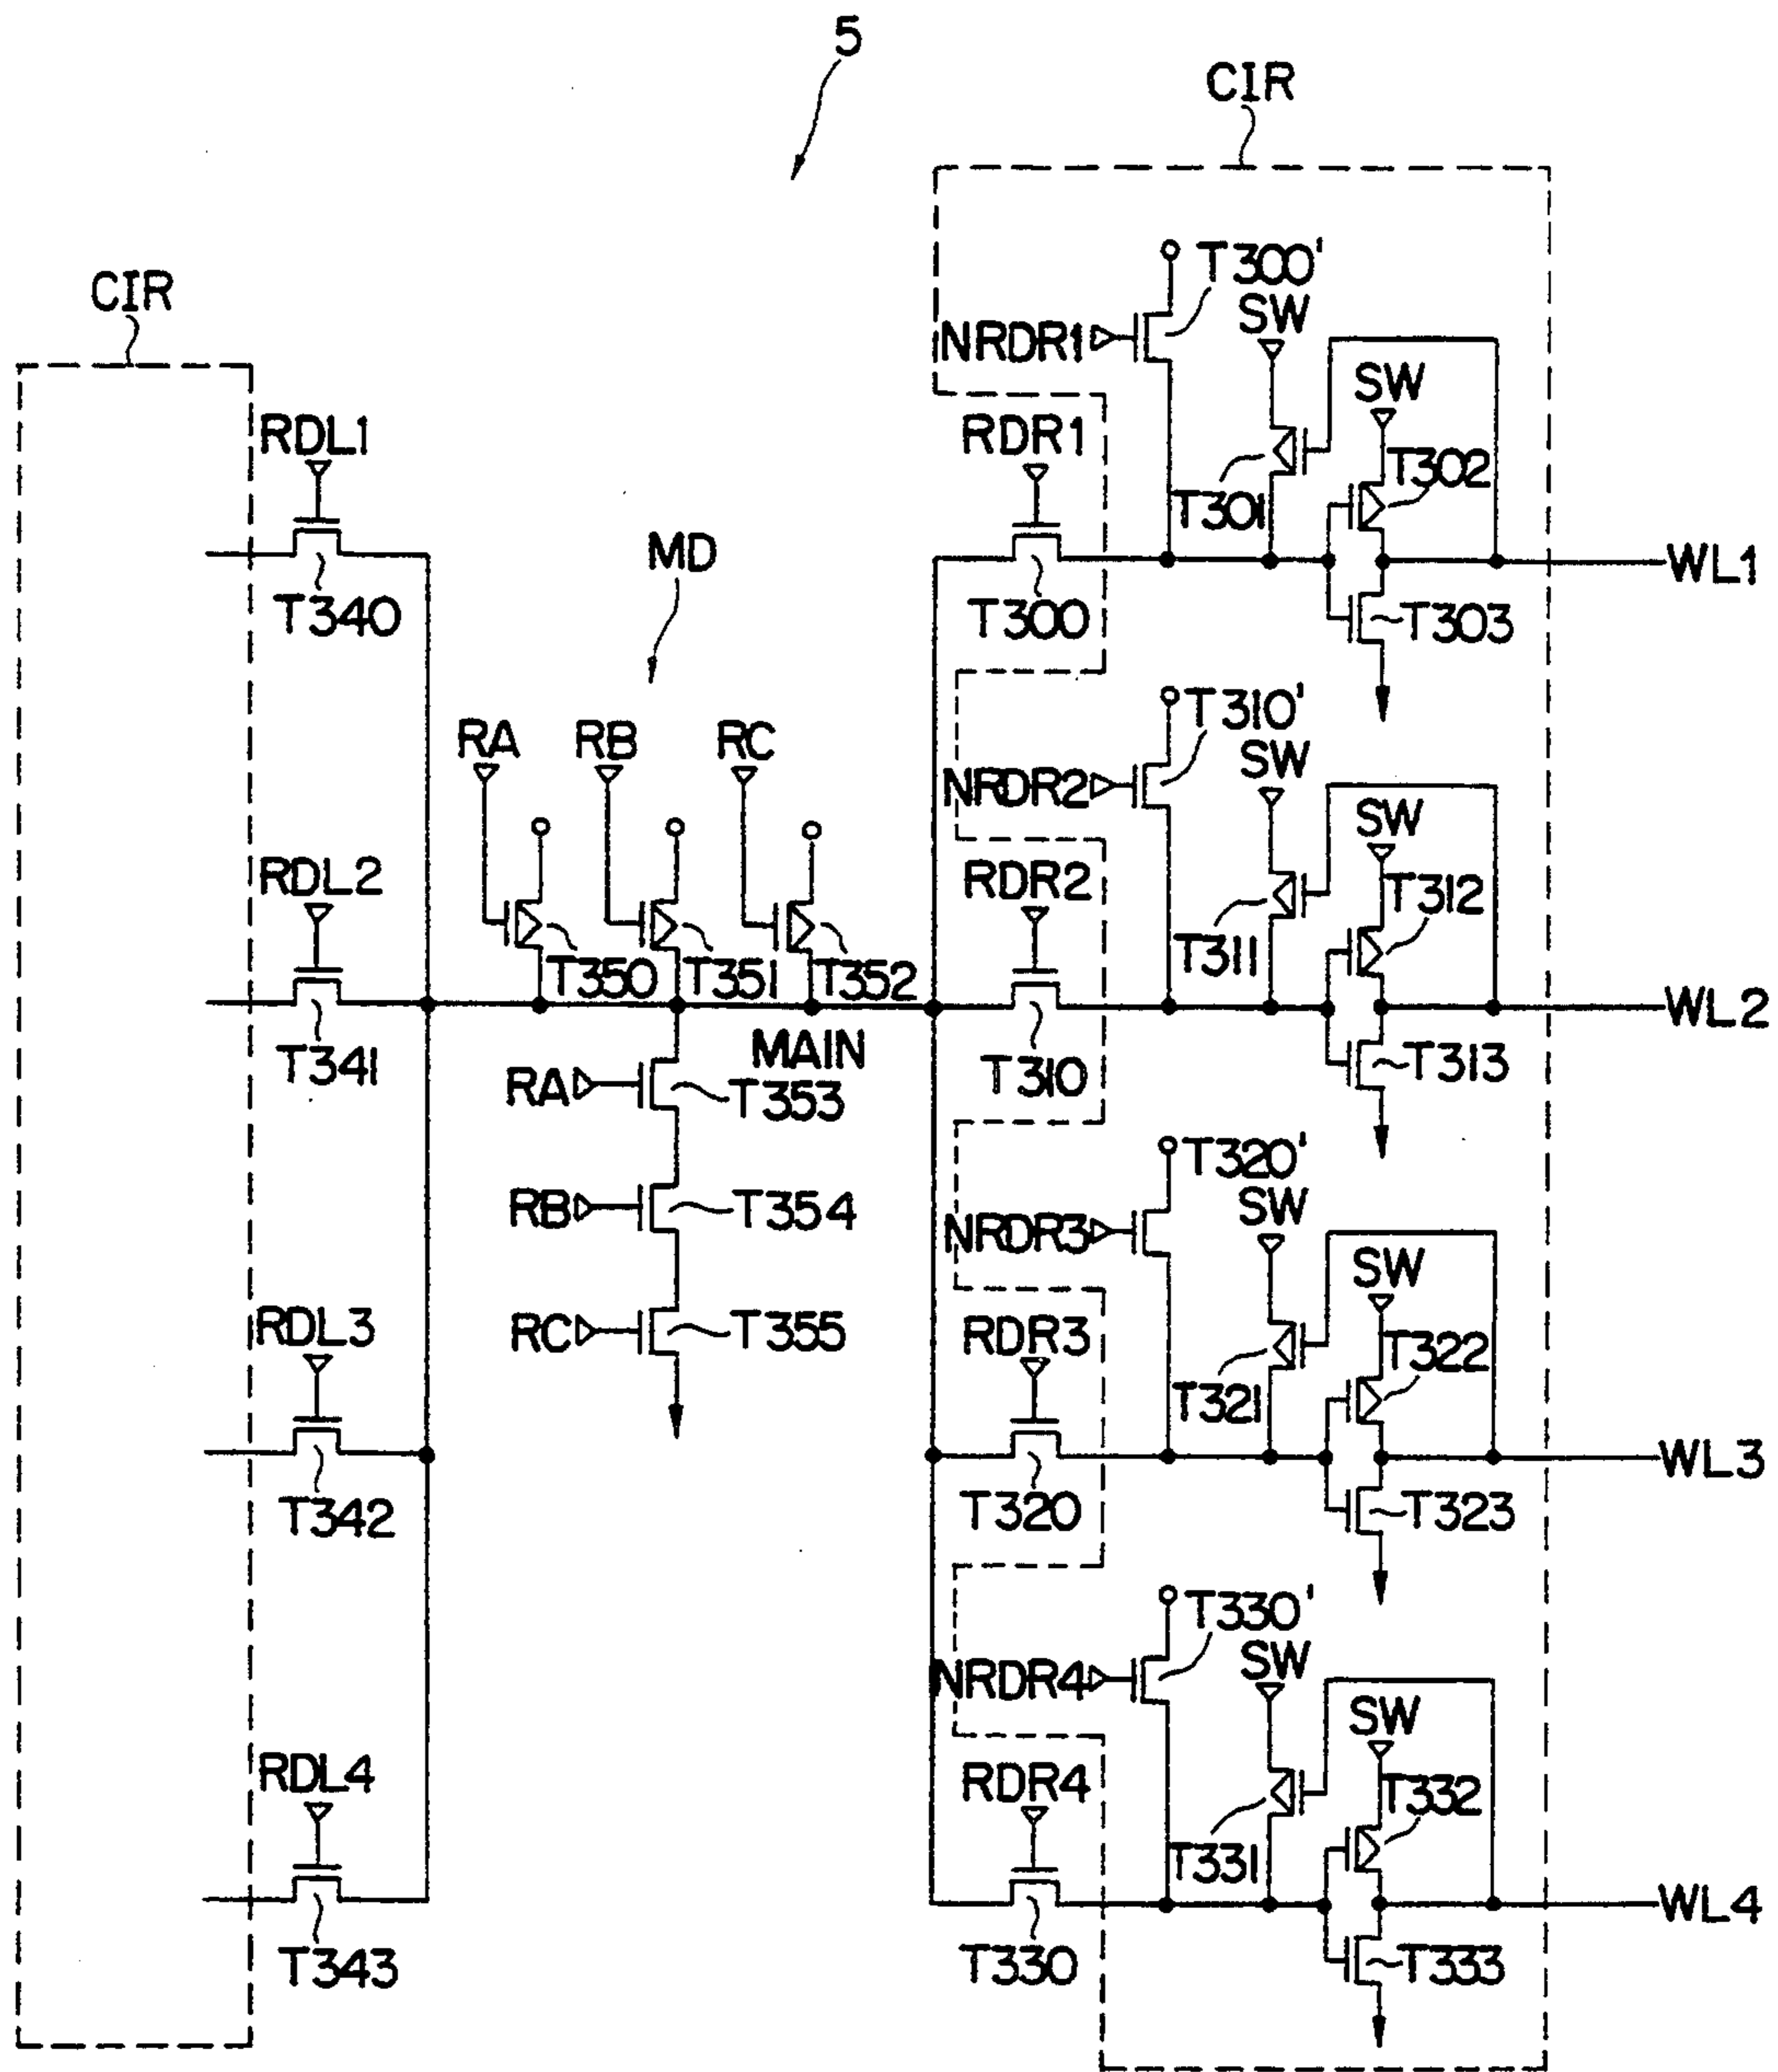 5
CIR
CIR
T300'
NRDR1
SW
SW
RDL1
RDR1
T302
T301
WL1
T340
T300
T303
MD
T310'
RA
RB
RC
NRDR2
SW
SW
RDL2
RDR2
T312
T311
T350
T351
T352
WL2
T341
MAIN
T310
T313
RA
T353
T320'
RB
T354
NRDR3
SW
SW
RDL3
RC
T355
RDR3
T322
T321
WL3
T342
T320
T323
T330'
NRDR4
SW
SW
RDL4
RDR4
T332
T331
WL4
T343
T330
T333